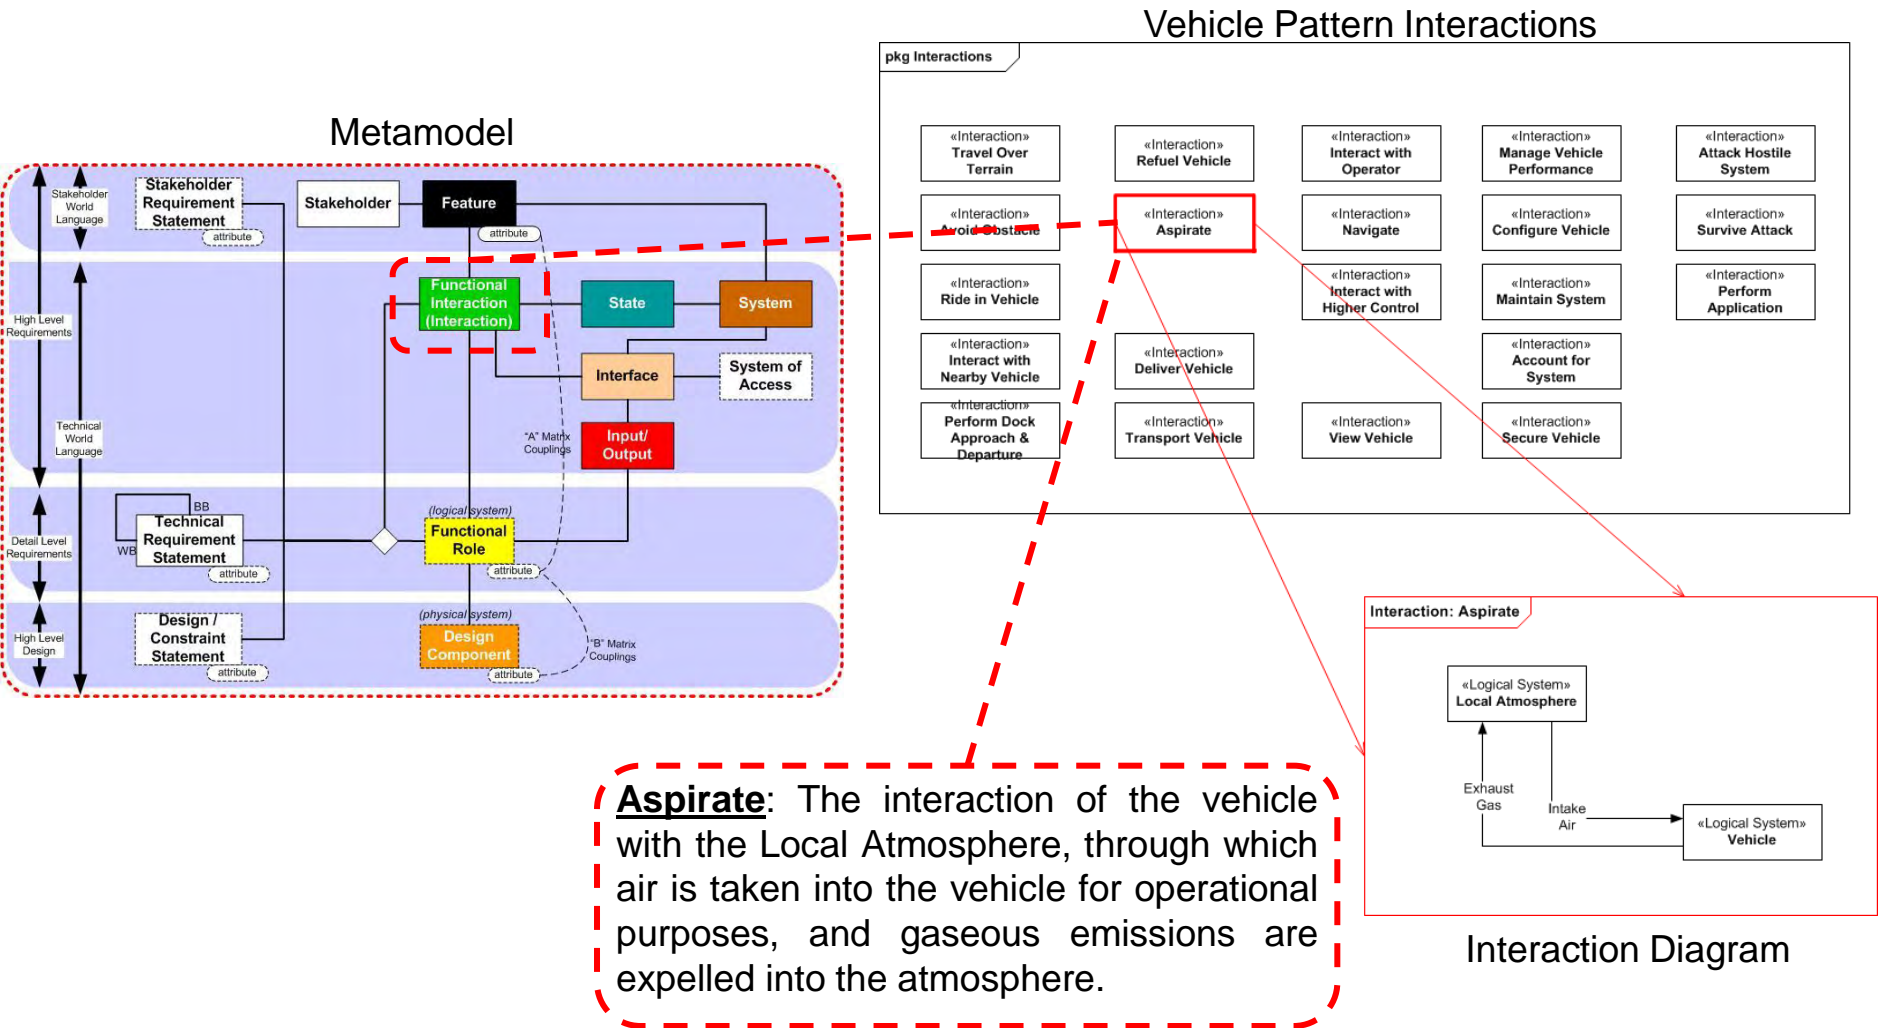 Vehicle Pattern Interactions
pkg Interactions
«Interaction»
Travel Over
Terrain
«Interaction»
Refuel Vehicle
«Interaction»
Interact with
Operator
«Interaction»
Manage Vehicle
Performance
«Interaction»
Attack Hostile
System
«Interaction»
Avoid Obstacle
«Interaction»
Aspirate
«Interaction»
Navigate
«Interaction»
Configure Vehicle
«Interaction»
Survive Attack
«Interaction»
Ride in Vehicle
«Interaction»
Interact with
Higher Control
«Interaction»
Maintain System
«Interaction»
Perform
Application
«Interaction»
Interact with
Nearby Vehicle
«Interaction»
Deliver Vehicle
«Interaction»
Account for
System
«Interaction»
Perform Dock
Approach &
Departure
«Interaction»
Transport Vehicle
«Interaction»
View Vehicle
«Interaction»
Secure Vehicle
Metamodel
Stakeholder
World
Language
High Level
Requirements
Technical
World
Language
Detail Level
Requirements
High Level
Design
Stakeholder
Requirement
Statement
attribute
Stakeholder
Feature
attribute
Functional
Interaction
(Interaction)
State
System
Interface
System of
Access
"A" Matrix
Couplings
Input/
Output
BB
WB
Technical
Requirement
Statement
attribute
(logical system)
Functional
Role
attribute
Design /
Constraint
Statement
attribute
(physical system)
Design
Component
attribute
"B" Matrix
Couplings
Aspirate: The interaction of the vehicle
with the Local Atmosphere, through which
air is taken into the vehicle for operational
purposes, and gaseous emissions are
expelled into the atmosphere.
Interaction: Aspirate
«Logical System»
Local Atmosphere
Exhaust
Gas
Intake
Air
«Logical System»
Vehicle
Interaction Diagram